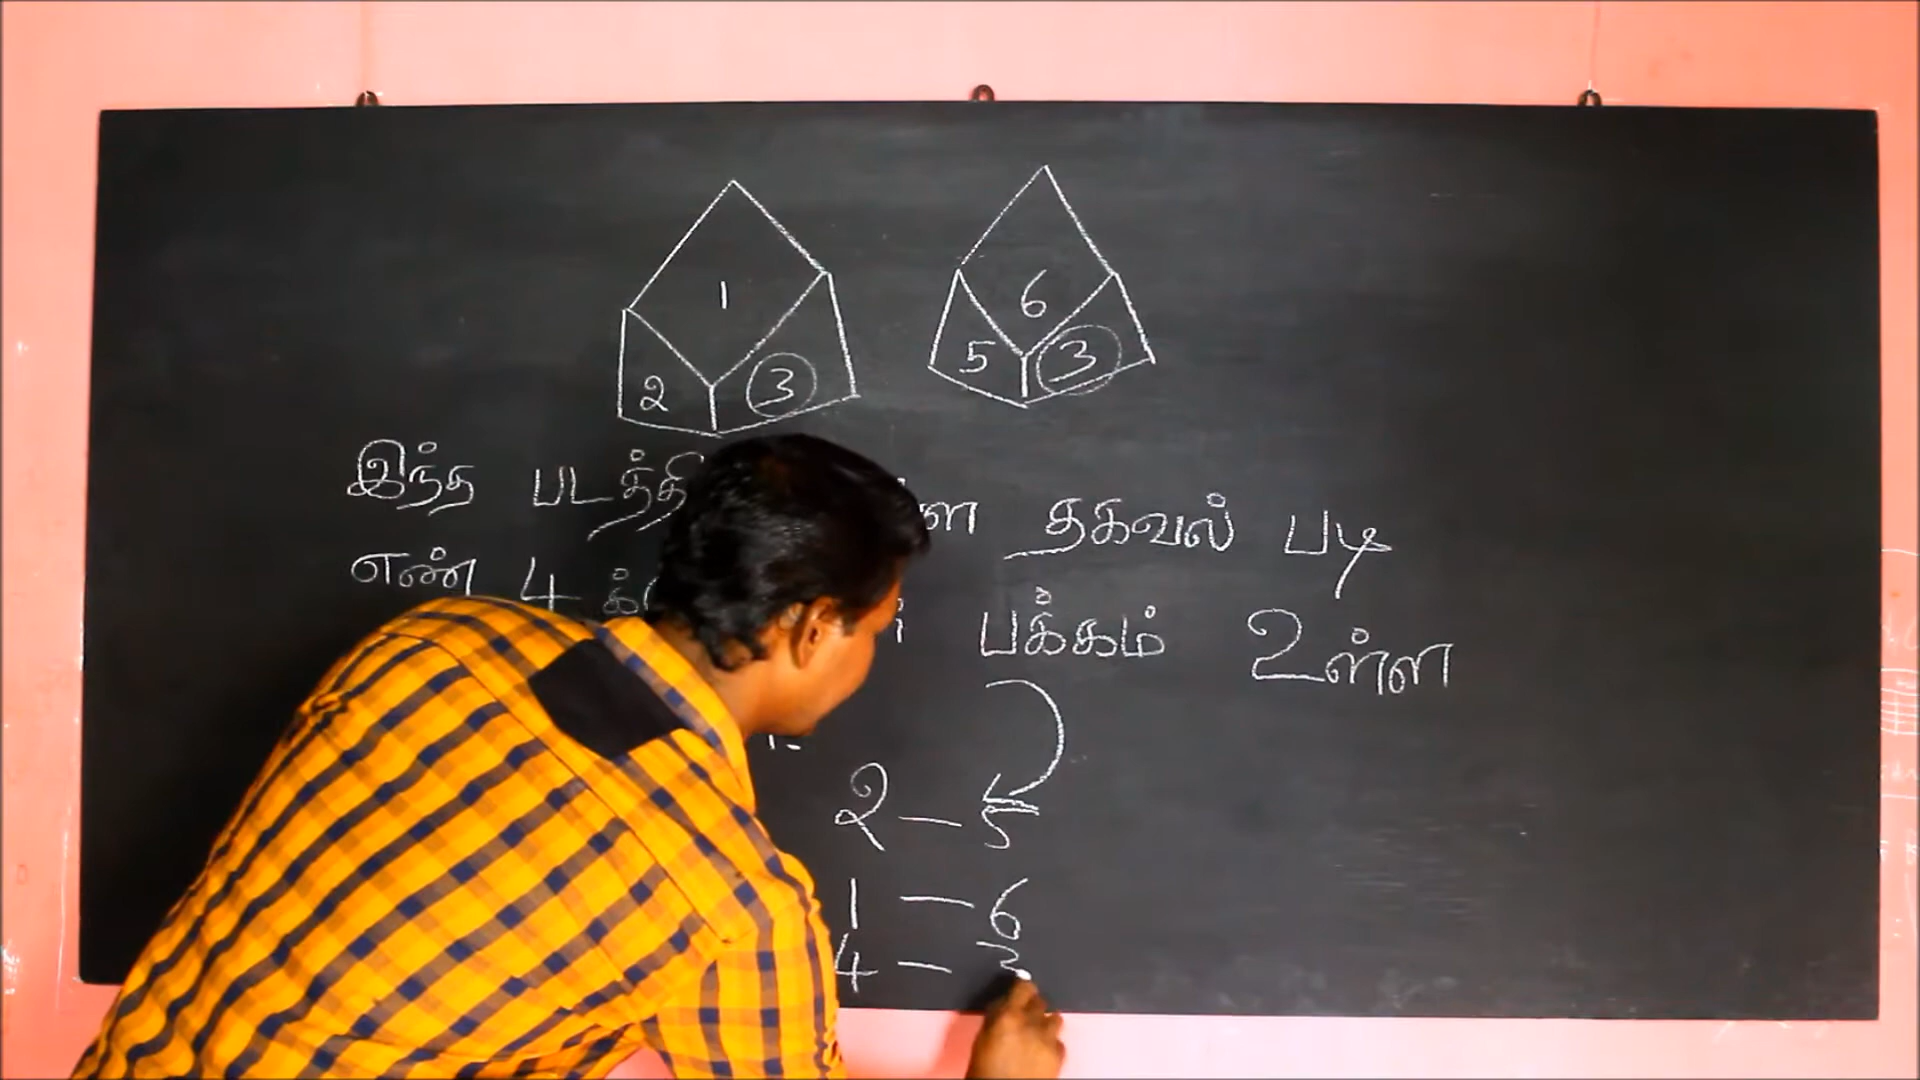 1 6
2 3 5 3
இந்த தகவல் படி
எண் 4 பக்கம் உள்ள
2 - 5
1 - 6
4 - 3